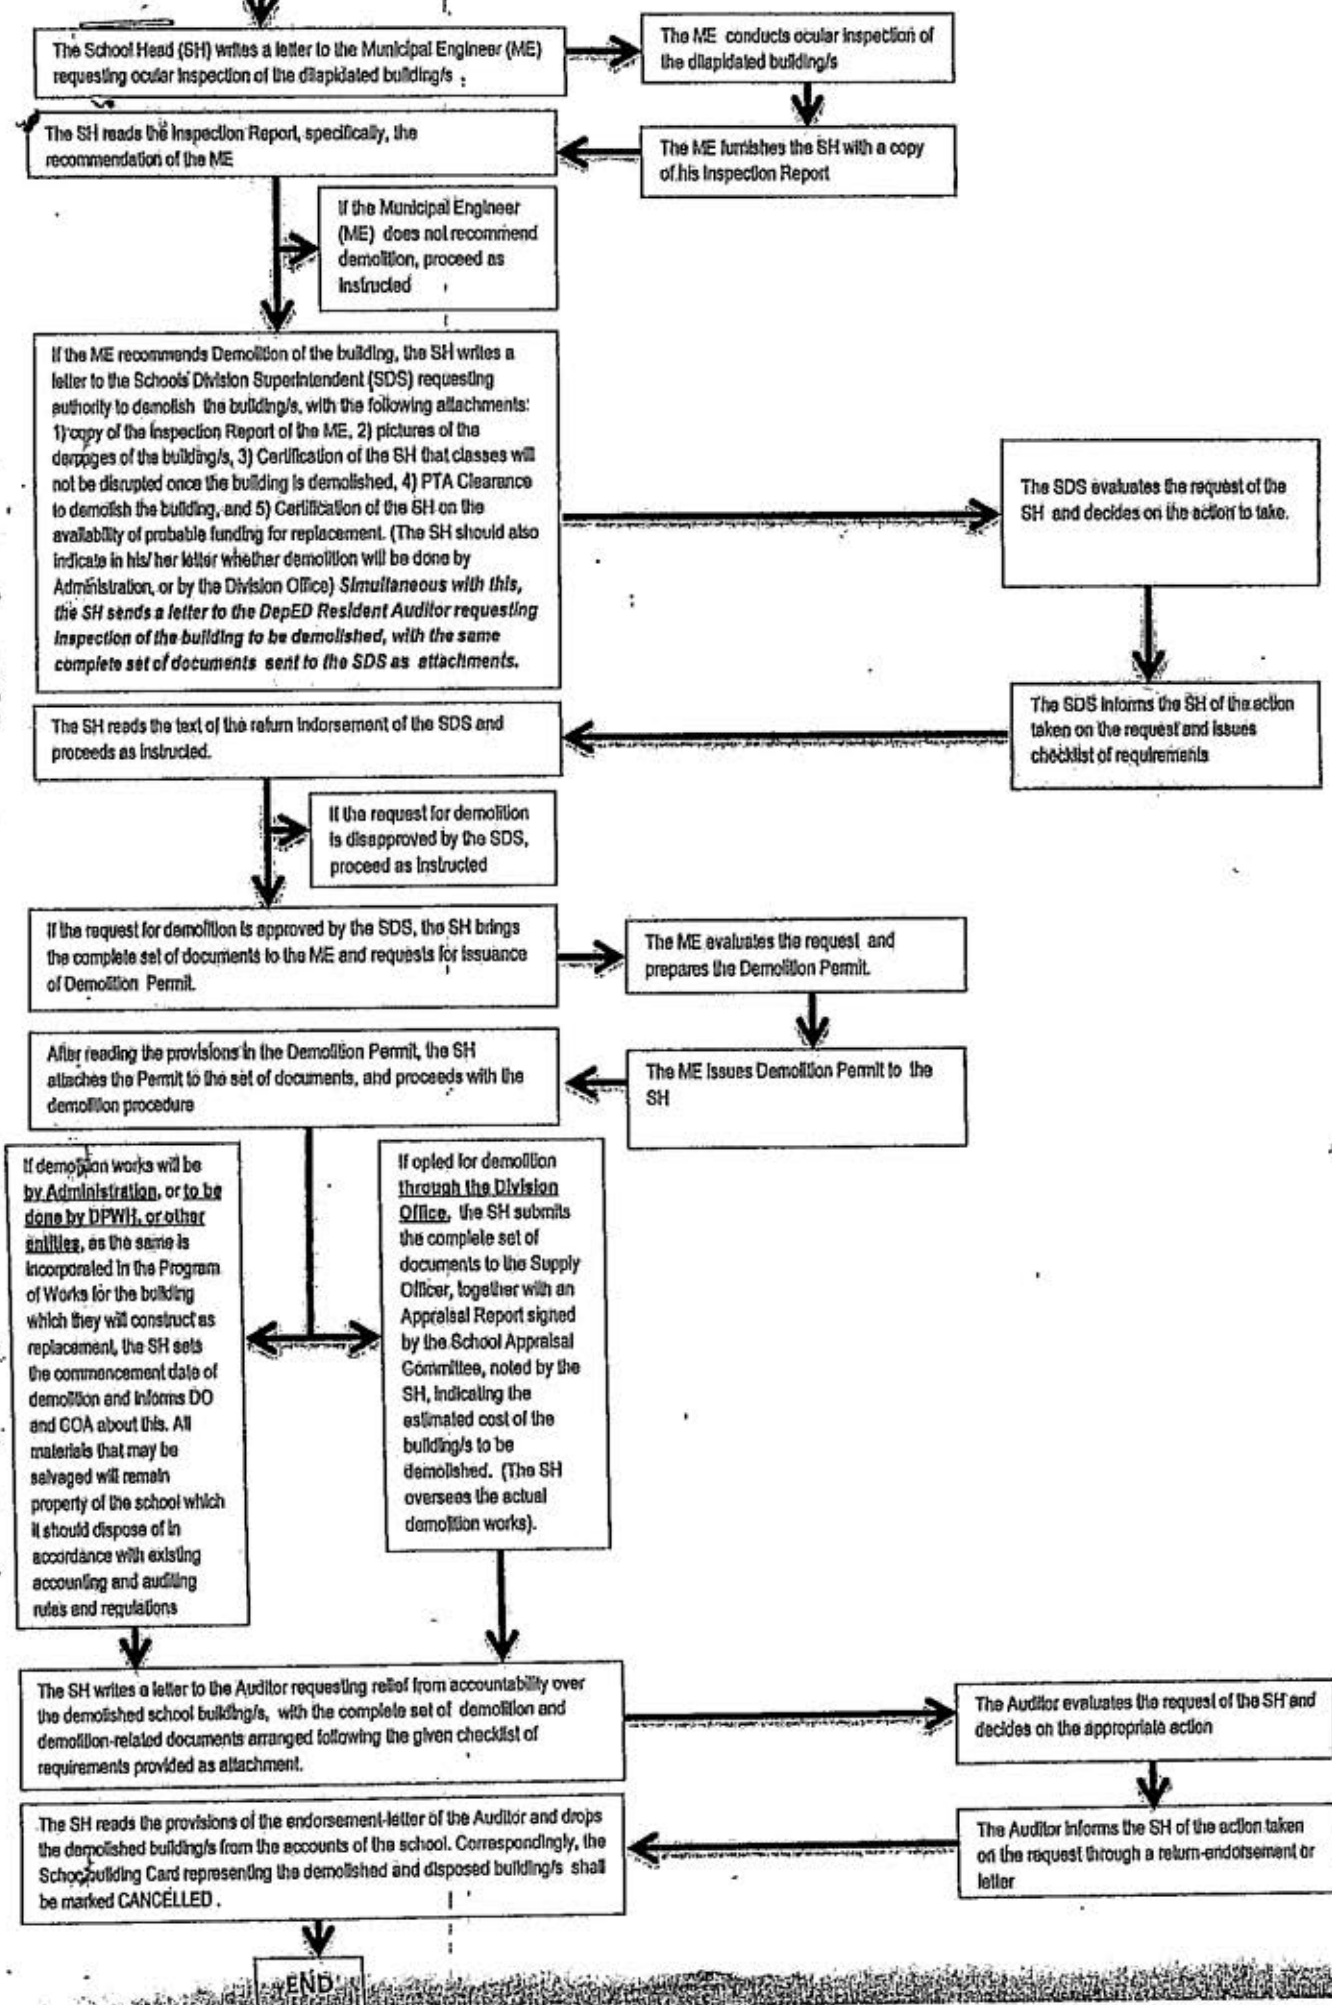 The School Head (SH) writes a letter to the Municipal Engineer (ME)
requesting ocular inspection of the dilapidated building/s
The ME conducts ocular inspection of
the dilapidated building/s
The SH reads the Inspection Report, specifically, the
recommendation of the ME
The ME furnishes the SH with a copy
of his Inspection Report
If the Municipal Engineer
(ME) does not recommend
demolition, proceed as
instructed
If the ME recommends Demolition of the building, the SH writes a
letter to the Schools Division Superintendent (SDS) requesting
authority to demolish the building/s, with the following attachments:
1) copy of the Inspection Report of the ME, 2) pictures of the
damages of the building/s, 3) Certification of the SH that classes will
not be disrupted once the building is demolished, 4) PTA Clearance
to demolish the building, and 5) Certification of the SH on the
availability of probable funding for replacement. (The SH should also
indicate in his/her letter whether demolition will be done by
Administration, or by the Division Office) Simultaneous with this,
the SH sends a letter to the DepED Resident Auditor requesting
inspection of the building to be demolished, with the same
complete set of documents sent to the SDS as attachments.
The SDS evaluates the request of the
SH and decides on the action to take.
The SDS informs the SH of the action
taken on the request and issues
checklist of requirements
The SH reads the text of the return indorsement of the SDS and
proceeds as instructed.
If the request for demolition
is disapproved by the SDS,
proceed as instructed
If the request for demolition is approved by the SDS, the SH brings
the complete set of documents to the ME and requests for issuance
of Demolition Permit.
The ME evaluates the request and
prepares the Demolition Permit.
The ME issues Demolition Permit to the
SH
After reading the provisions in the Demolition Permit, the SH
attaches the Permit to the set of documents, and proceeds with the
demolition procedure
If demolition works will be
by Administration, or to be
done by DPWH, or other
entities, as the same is
incorporated in the Program
of Works for the building
which they will construct as
replacement, the SH sets
the commencement date of
demolition and informs DO
and COA about this. All
materials that may be
salvaged will remain
property of the school which
it should dispose of in
accordance with existing
accounting and auditing
rules and regulations
If opted for demolition
through the Division
Office, the SH submits
the complete set of
documents to the Supply
Officer, together with an
Appraisal Report signed
by the School Appraisal
Committee, noted by the
SH, indicating the
estimated cost of the
building/s to be
demolished. (The SH
oversees the actual
demolition works).
The SH writes a letter to the Auditor requesting relief from accountability over
the demolished school building/s, with the complete set of demolition and
demolition-related documents arranged following the given checklist of
requirements provided as attachment.
The Auditor evaluates the request of the SH and
decides on the appropriate action
The Auditor informs the SH of the action taken
on the request through a return-endorsement or
letter
The SH reads the provisions of the endorsement-letter of the Auditor and drops
the demolished building/s from the accounts of the school. Correspondingly, the
School building Card representing the demolished and disposed building/s shall
be marked CANCELLED .
END